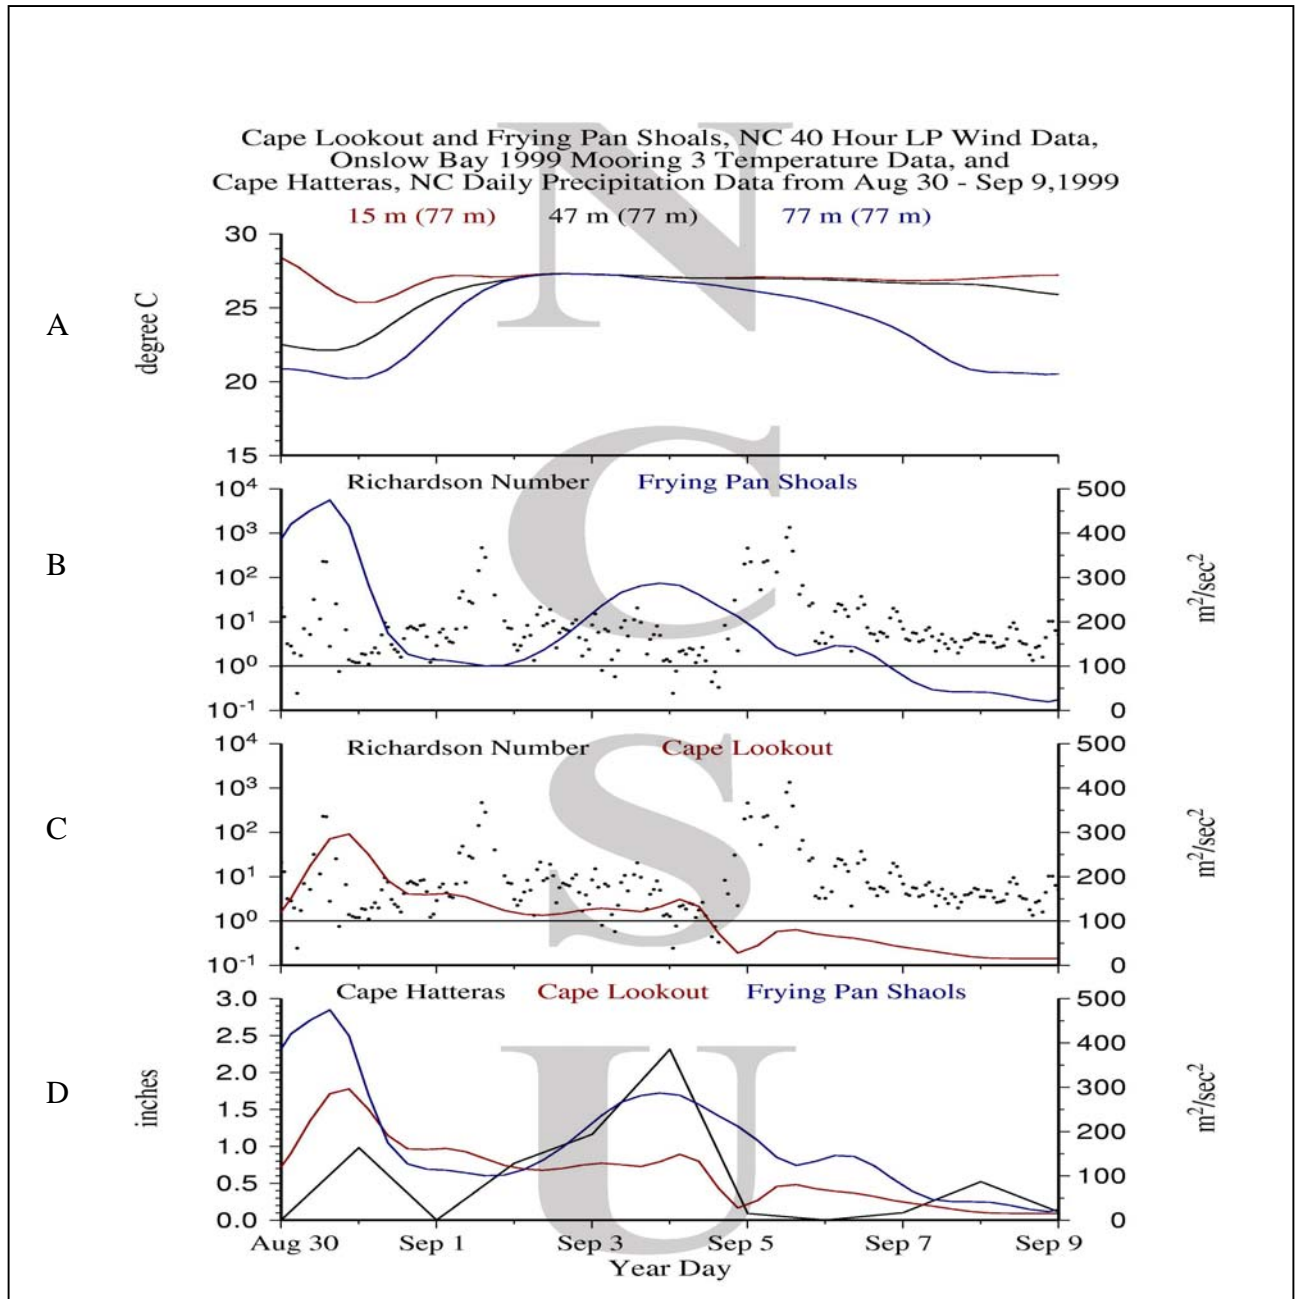 Cape Lookout and Frying Pan Shoals, NC 40 Hour LP Wind Data,
Onslow Bay 1999 Mooring 3 Temperature Data, and
Cape Hatteras, NC Daily Precipitation Data from Aug 30 - Sep 9,1999
15 m (77 m) 47 m (77 m) 77 m (77 m)
A
degree C
30
25
20
15
N
Richardson Number Frying Pan Shoals
B
10⁴
10³
10²
10¹
10⁰
10⁻¹
500
400
300
200
100
0
m²/sec²
C
Richardson Number Cape Lookout
C
10⁴
10³
10²
10¹
10⁰
10⁻¹
500
400
300
200
100
0
m²/sec²
S
Cape Hatteras Cape Lookout Frying Pan Shaols
D
inches
3.0
2.5
2.0
1.5
1.0
0.5
0.0
500
400
300
200
100
0
m²/sec²
U
Aug 30 Sep 1 Sep 3 Sep 5 Sep 7 Sep 9
Year Day